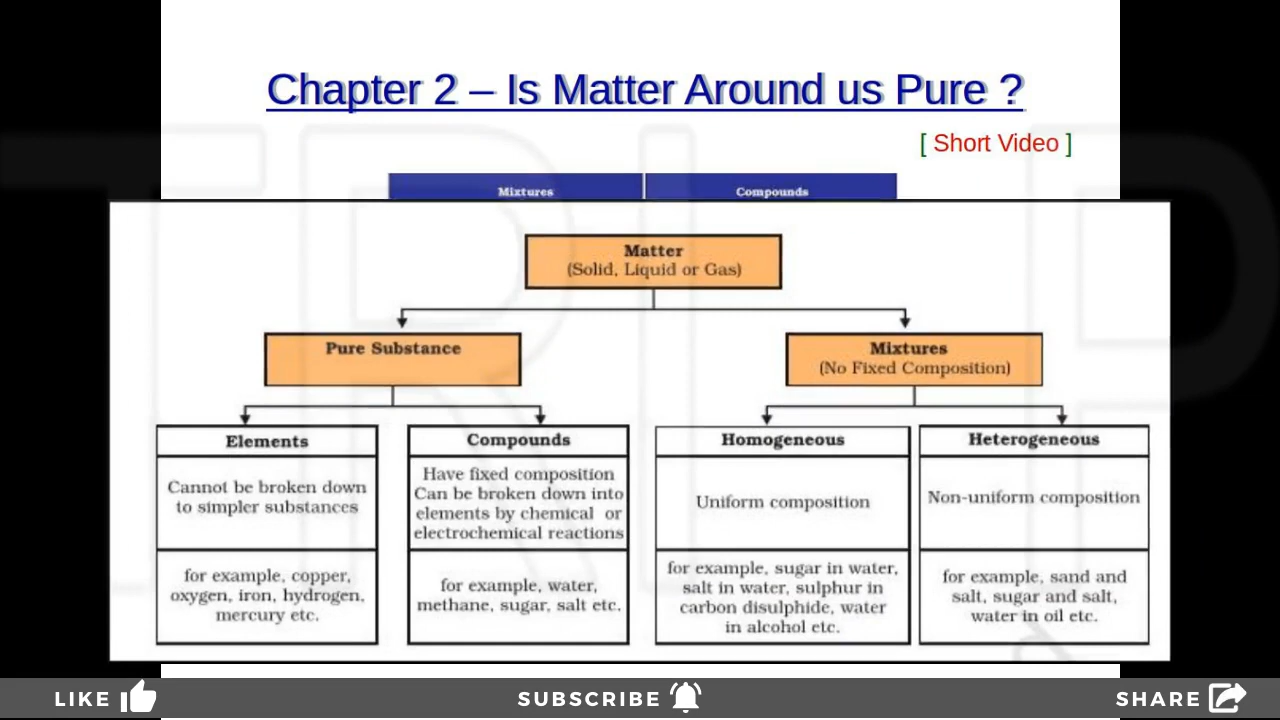 Chapter 2 – Is Matter Around us Pure ?
[ Short Video ]
Mixtures
Compounds
Matter
(Solid, Liquid or Gas)
Pure Substance
Mixtures
(No Fixed Composition)
Elements
Cannot be broken down
to simpler substances
for example, copper,
oxygen, iron, hydrogen,
mercury etc.
Compounds
Have fixed composition
Can be broken down into
elements by chemical or
electrochemical reactions
for example, water,
methane, sugar, salt etc.
Homogeneous
Uniform composition
for example, sugar in water,
salt in water, sulphur in
carbon disulphide, water
in alcohol etc.
Heterogeneous
Non-uniform composition
for example, sand and
salt, sugar and salt,
water in oil etc.
LIKE
SUBSCRIBE
SHARE